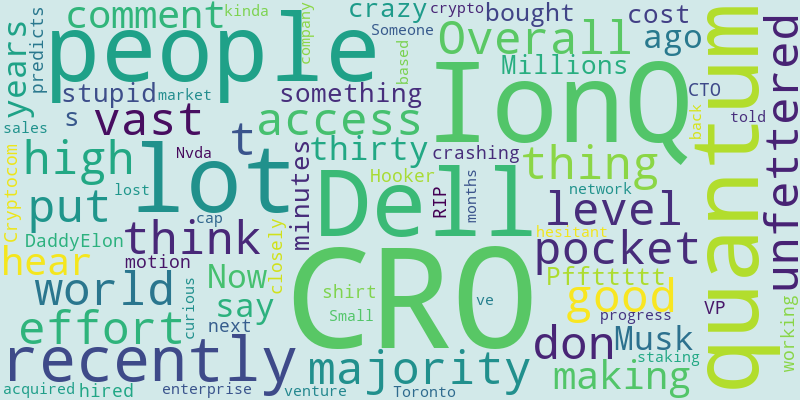 comment kinda company crazy crypto bought cost
years predicts people Someone Overall ago
stupid market something based Millions CTO
s vast t access IonQ back told
sales high Nvda lot minutes thirty crashing thing
put lost cap Dell Hooker RIP months network level
Cryptocom DaddyElon think closely hesitant pocket
hear motion Now shirt CRO Pffttttt
world curious say Small ve good VP
effort next progress Musk
recently majority don staking working
acquired hired enterprise venture Toronto making
quantum unfettered